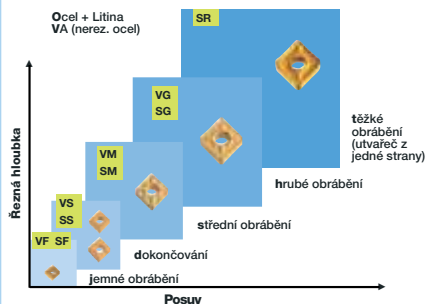 Ocel + Litina
VA (nerez. ocel)
SR
VG
SG
těžké
obrábění
(utvařeč z
jedné strany)
VM
SM
hrubé obrábění
VS
SS
střední obrábění
VF SF
dokončování
jemné obrábění
Řezná hloubka
Posuv